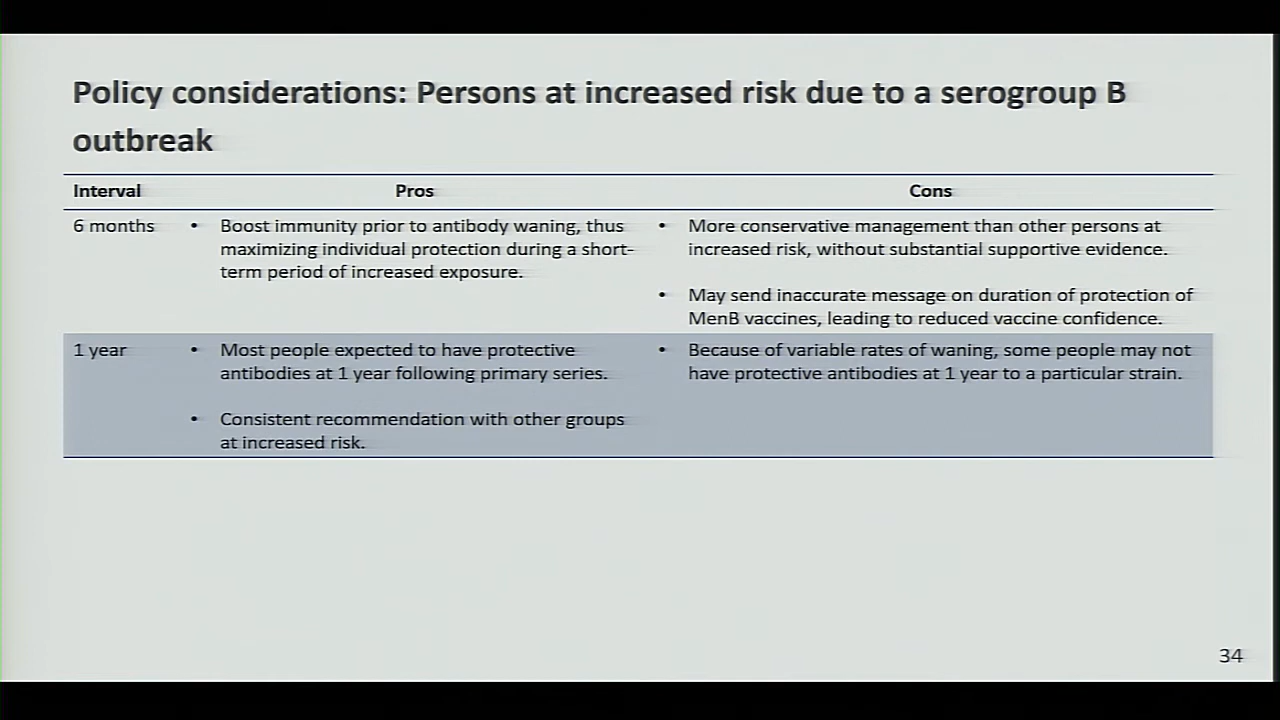 Policy considerations: Persons at increased risk due to a serogroup B
outbreak
Interval Pros Cons
6 months
• Boost immunity prior to antibody waning, thus
maximizing individual protection during a short-
term period of increased exposure.
• More conservative management than other persons at
increased risk, without substantial supportive evidence.
• May send inaccurate message on duration of protection of
MenB vaccines, leading to reduced vaccine confidence.
1 year
• Most people expected to have protective
antibodies at 1 year following primary series.
• Consistent recommendation with other groups
at increased risk.
• Because of variable rates of waning, some people may not
have protective antibodies at 1 year to a particular strain.
34